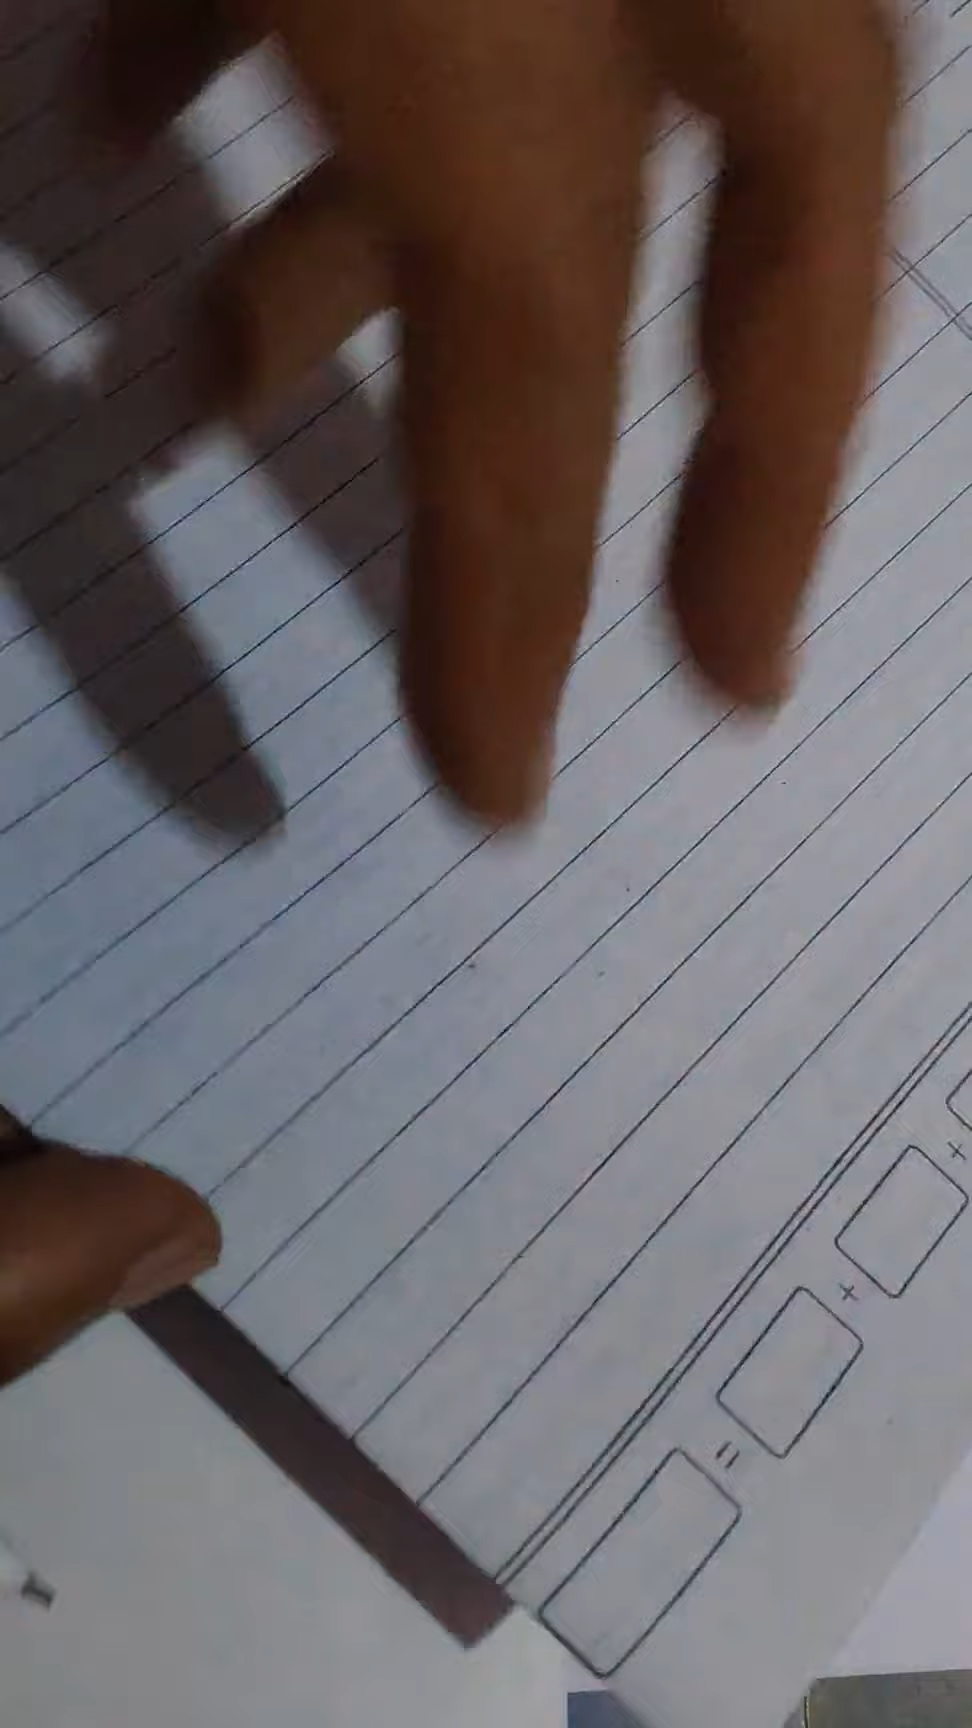 = + +